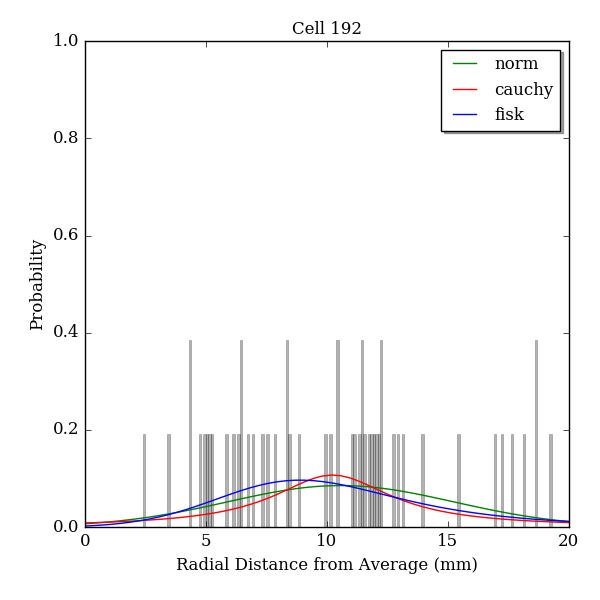 Cell 192
1.0
0.8
0.6
0.4
0.2
0.0
Probability
norm
cauchy
fisk
0 5 10 15 20
Radial Distance from Average (mm)